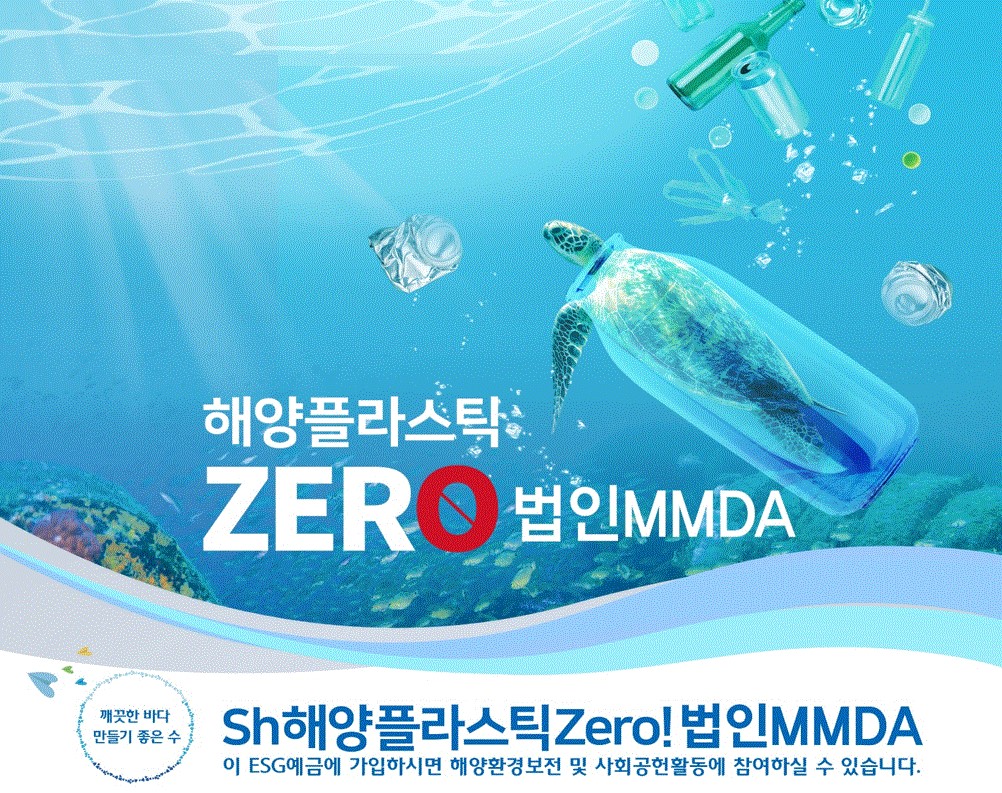 해양플라스틱
ZERO 법인MMDA
깨끗한 바다
만들기 좋은 수
Sh해양플라스틱Zero! 법인MMDA
이 ESG예금에 가입하시면 해양환경보전 및 사회공헌활동에 참여하실 수 있습니다.